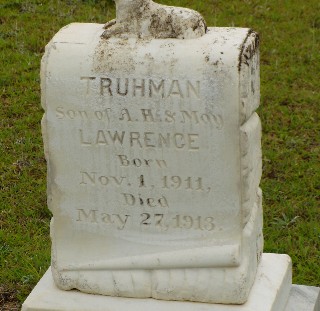 TRUHMAN
Son of A.H. & May
LAWRENCE
Born
Nov. 1, 1911.
Died
May 27, 1913.